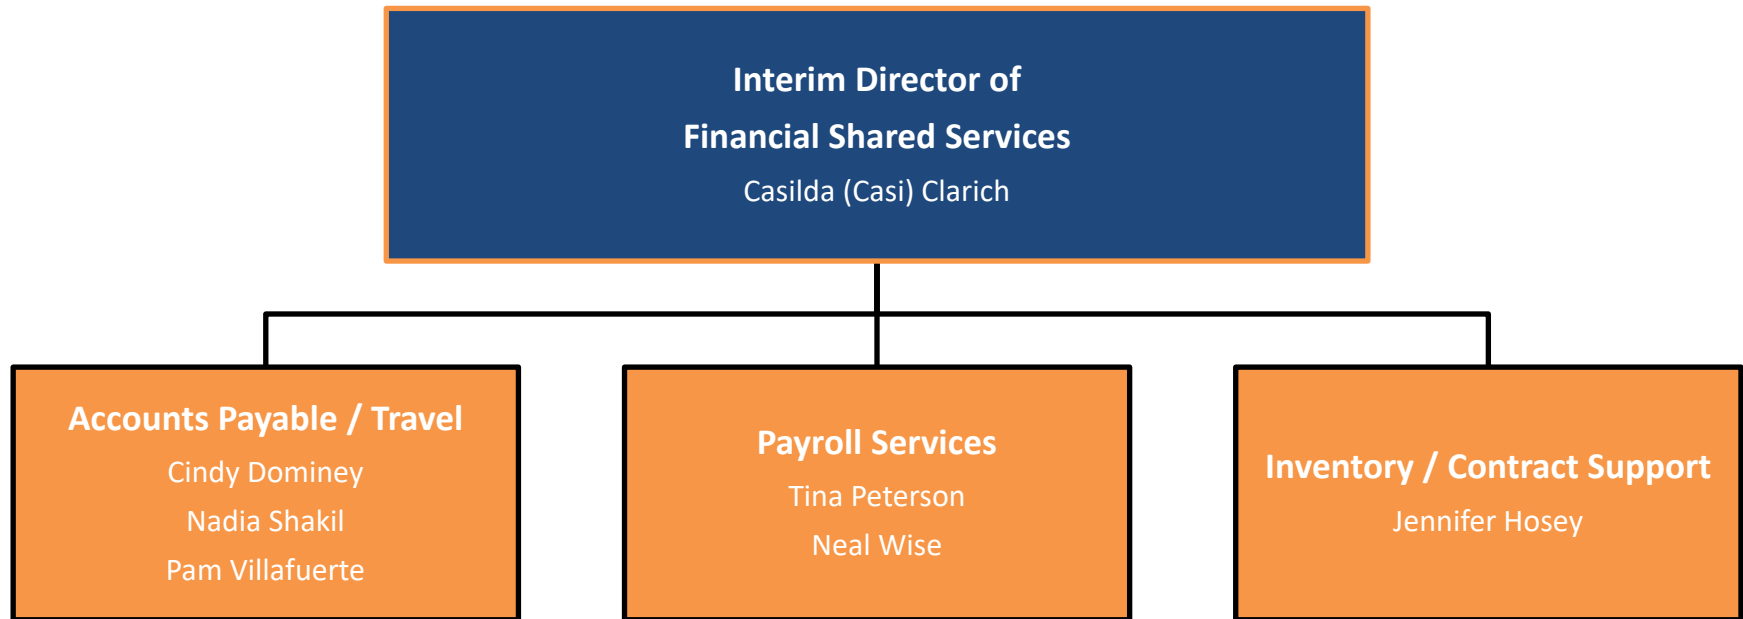 Interim Director of
Financial Shared Services
Casilda (Casi) Clarich
Accounts Payable / Travel
Cindy Dominey
Nadia Shakil
Pam Villafuerte
Payroll Services
Tina Peterson
Neal Wise
Inventory / Contract Support
Jennifer Hosey